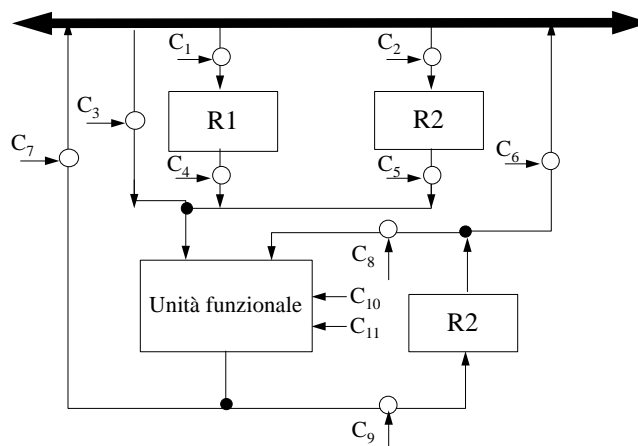 C1
C2
C3
R1
R2
C7
C4
C5
C6
C8
Unità funzionale
C10
C11
R2
C9